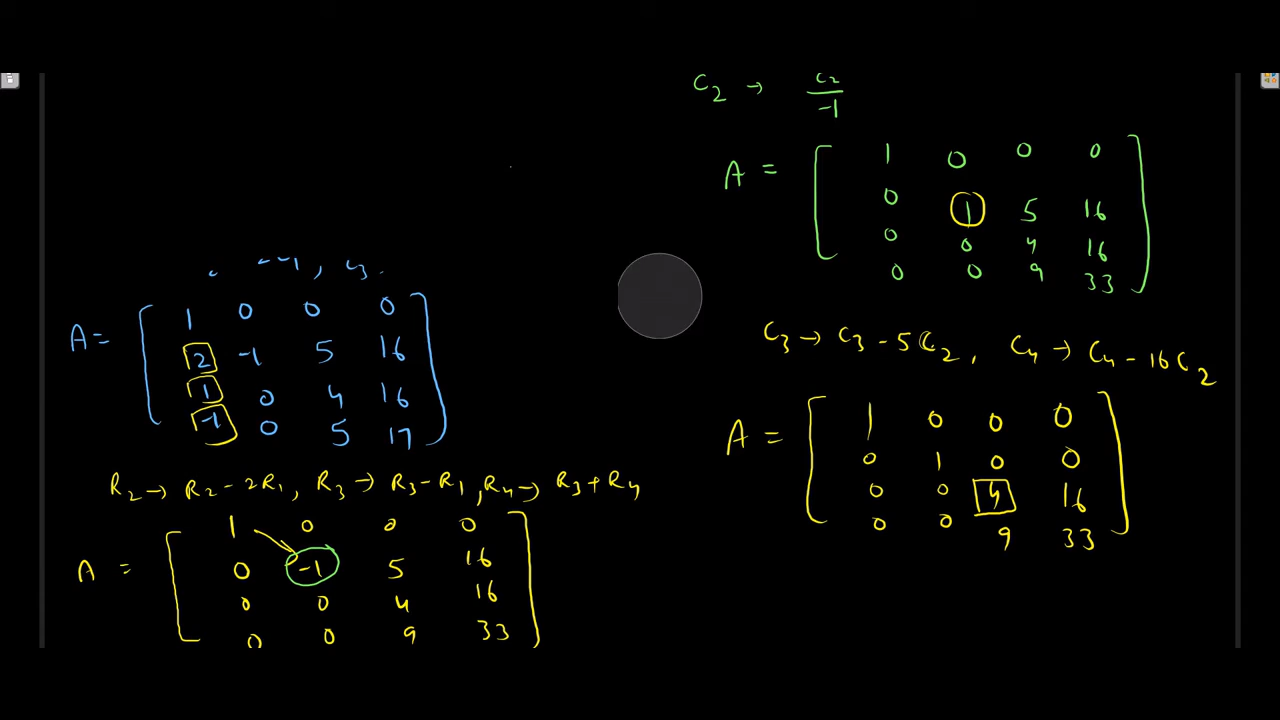 A =
1 0 0 0
2 -1 5 16
1 0 4 16
-1 0 5 17
R2 → R2 - 2R1, R3 → R3 - R1, R4 → R3 + R4
A =
1 0 0 0
0 -1 5 16
0 0 4 16
0 0 9 33
C2 → C2/-1
A =
1 0 0 0
0 1 5 16
0 0 4 16
0 0 9 33
C3 → C3 - 5C2, C4 → C4 - 16C2
A =
1 0 0 0
0 1 0 0
0 0 4 16
0 0 9 33